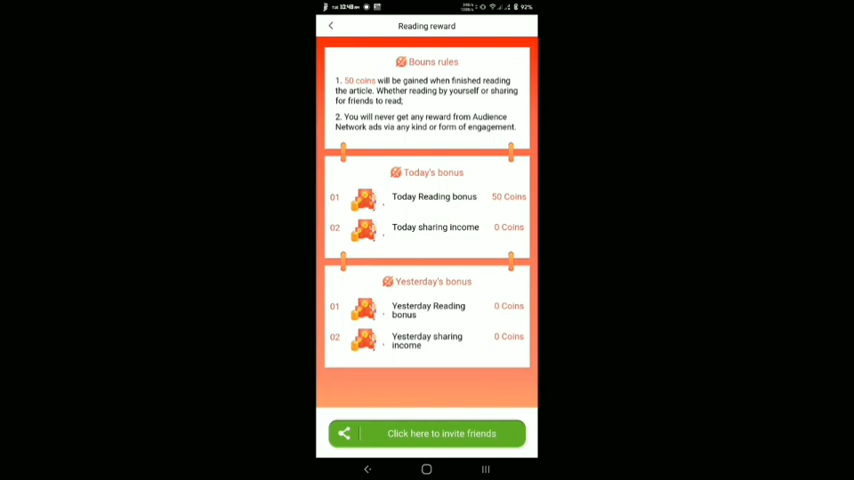 10:48 AM
92%
Reading reward
Bouns rules
1. 50 coins will be gained when finished reading
the article. Whether reading by yourself or sharing
for friends to read;
2. You will never get any reward from Audience
Network ads via any kind or form of engagement.
Today's bonus
01 Today Reading bonus 50 Coins
02 Today sharing income 0 Coins
Yesterday's bonus
01 Yesterday Reading 0 Coins
bonus
02 Yesterday sharing 0 Coins
income
Click here to invite friends